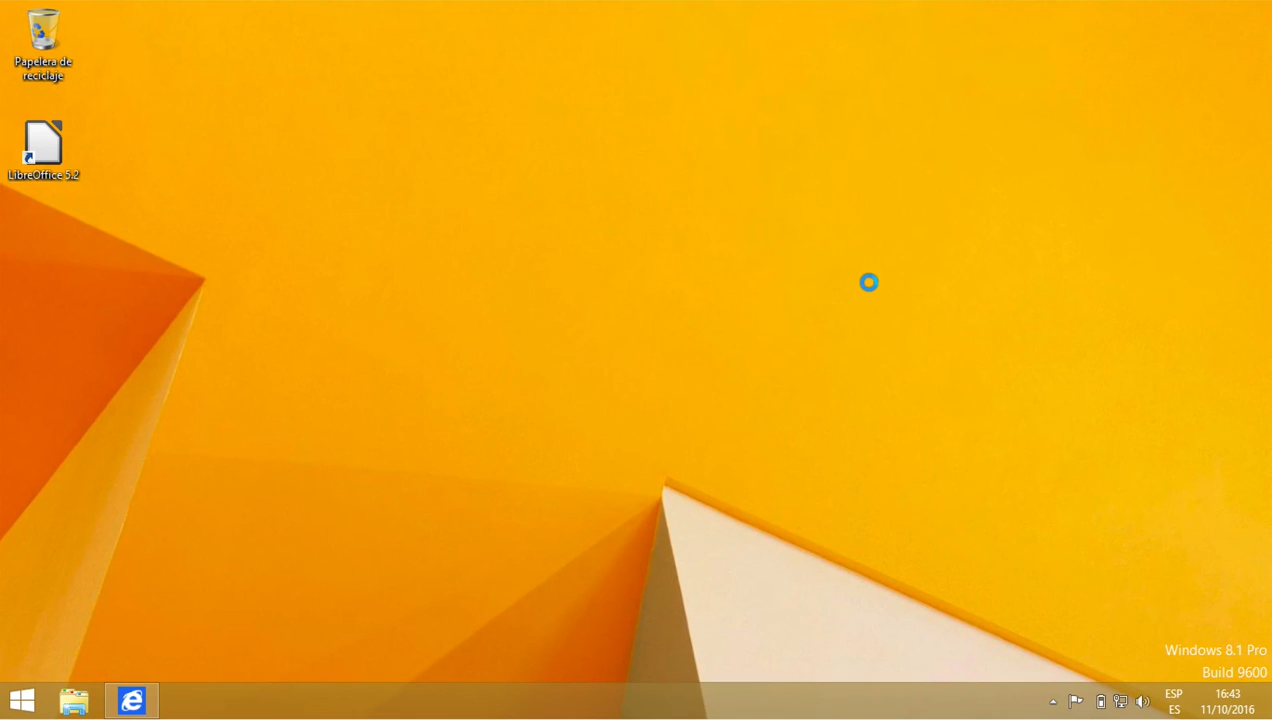 Papelera de
reciclaje
LibreOffice 5.2
Windows 8.1 Pro
Build 9600
ESP
ES
16:43
11/10/2016